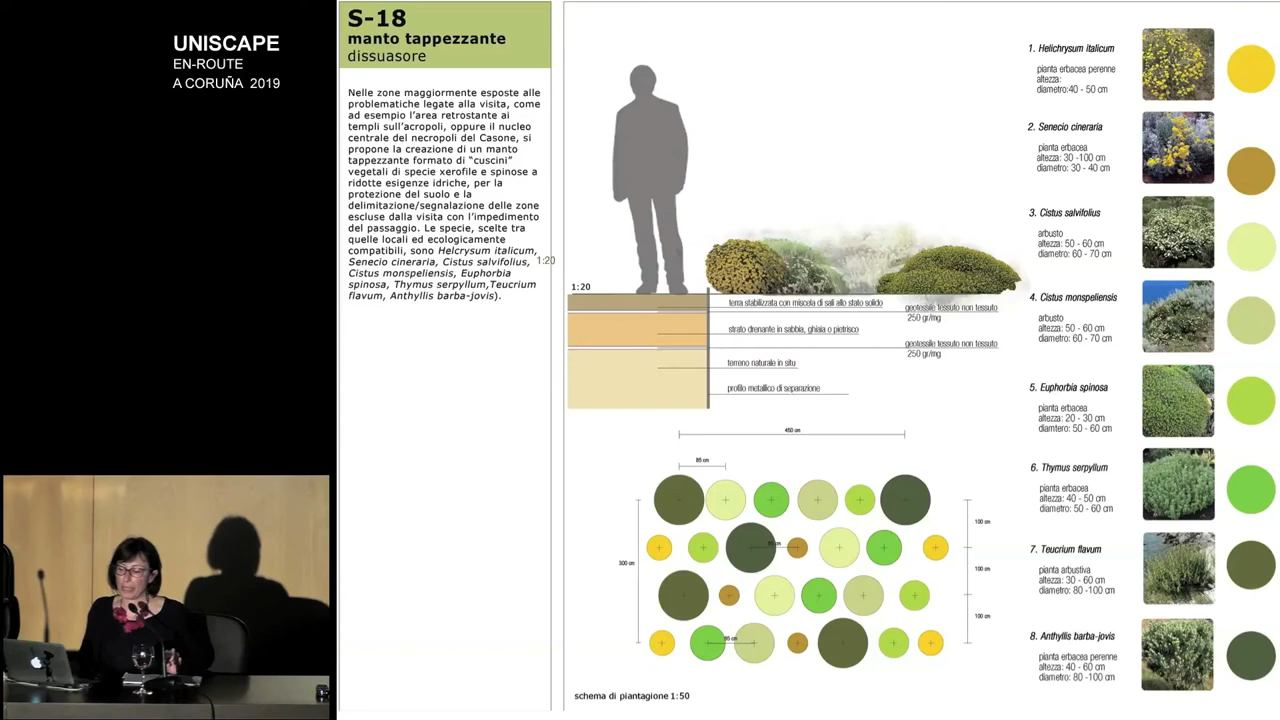 UNISCAPE
EN-ROUTE
A CORUÑA 2019
S-18
manto tappezzante
dissuasore
Nelle zone maggiormente esposte alle
problematiche legate alla visita, come
ad esempio l'area retrostante ai
templi sull'acropoli, oppure il nucleo
centrale del necropoli del Casone, si
propone la creazione di un manto
tappezzante formato di "cuscini"
vegetali di specie xerofile e spinose a
ridotte esigenze idriche, per la
protezione del suolo e la
delimitazione/segnalazione delle zone
escluse dalla visita con l'impedimento
del passaggio. Le specie, scelte tra
quelle locali ed ecologicamente
compatibili, sono Helcrysum italicum,
Senecio cineraria, Cistus salvifolius,
Cistus monspeliensis, Euphorbia
spinosa, Thymus serpyllum,Teucrium
flavum, Anthyllis barba-jovis).
1:20
1:20
terra stabilizzata con miscela di sali allo stato solido
geotessile tessuto non tessuto
250 gr/mg
strato drenante in sabbia, ghiaia o pietrisco
geotessile tessuto non tessuto
250 gr/mg
terreno naturale in situ
profilo metallico di separazione
450 cm
85 cm
300 cm
85 cm
85 cm
100 cm
100 cm
100 cm
schema di piantagione 1:50
1. Helichrysum italicum
pianta erbacea perenne
altezza:
diametro:40 - 50 cm
2. Senecio cineraria
pianta erbacea
altezza: 30 -100 cm
diametro: 30 - 40 cm
3. Cistus salvifolius
arbusto
altezza: 50 - 60 cm
diametro: 60 - 70 cm
4. Cistus monspeliensis
arbusto
altezza: 50 - 60 cm
diametro: 60 - 70 cm
5. Euphorbia spinosa
pianta erbacea
altezza: 20 - 30 cm
diamtero: 50 - 60 cm
6. Thymus serpyllum
pianta erbacea
altezza: 40 - 50 cm
diametro: 50 - 60 cm
7. Teucrium flavum
pianta arbustiva
altezza: 30 - 60 cm
diametro: 80 -100 cm
8. Anthyllis barba-jovis
pianta erbacea perenne
altezza: 40 - 60 cm
diametro: 80 -100 cm